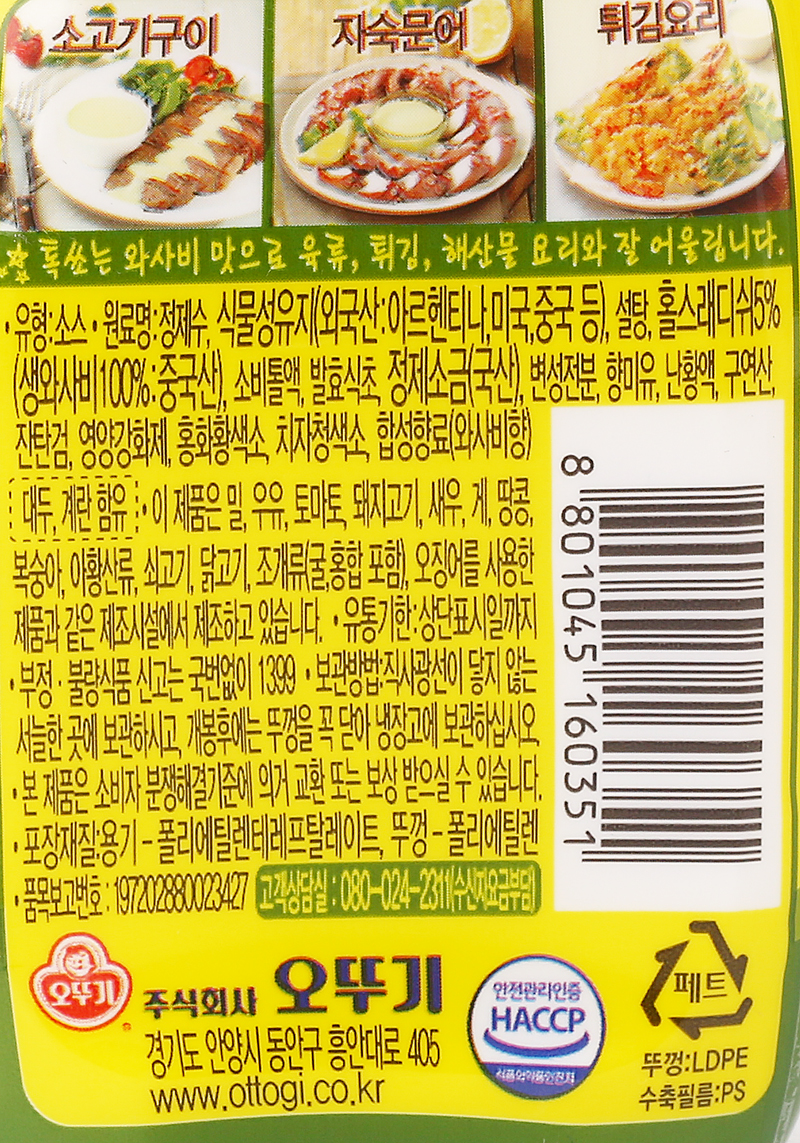 소고기구이 자숙문어 튀김요리
톡쏘는 와사비 맛으로 육류, 튀김, 해산물 요리와 잘 어울립니다.
•유형:소스 •원료명:정제수, 식물성유지(외국산:아르헨티나,미국,중국 등), 설탕, 홀스래디쉬5%
(생와사비100%:중국산), 소비톨액, 발효식초, 정제소금(국산), 변성전분, 향미유, 난황액, 구연산,
잔탄검, 영양강화제, 홍화황색소, 치자청색소, 합성향료(와사비향)
대두, 계란 함유 •이 제품은 밀, 우유, 토마토, 돼지고기, 새우, 게, 땅콩,
복숭아, 아황산류, 쇠고기, 닭고기, 조개류(굴,홍합 포함), 오징어를 사용한
제품과 같은 제조시설에서 제조하고 있습니다. •유통기한:상단표시일까지
•부정·불량식품 신고는 국번없이 1399 •보관방법:직사광선이 닿지 않는
서늘한 곳에 보관하시고, 개봉후에는 뚜껑을 꼭 닫아 냉장고에 보관하십시오.
•본 제품은 소비자 분쟁해결기준에 의거 교환 또는 보상 받으실 수 있습니다.
•포장재질:용기-폴리에틸렌테레프탈레이트, 뚜껑-폴리에틸렌
•품목보고번호:197202880023427 고객상담실:080-024-2311(수신자요금부담)
8 801045 160351
오뚜기
주식회사 오뚜기
경기도 안양시 동안구 흥안대로 405
www.ottogi.co.kr
안전관리인증
HACCP
식품의약품안전처
페트
뚜껑:LDPE
수축필름:PS